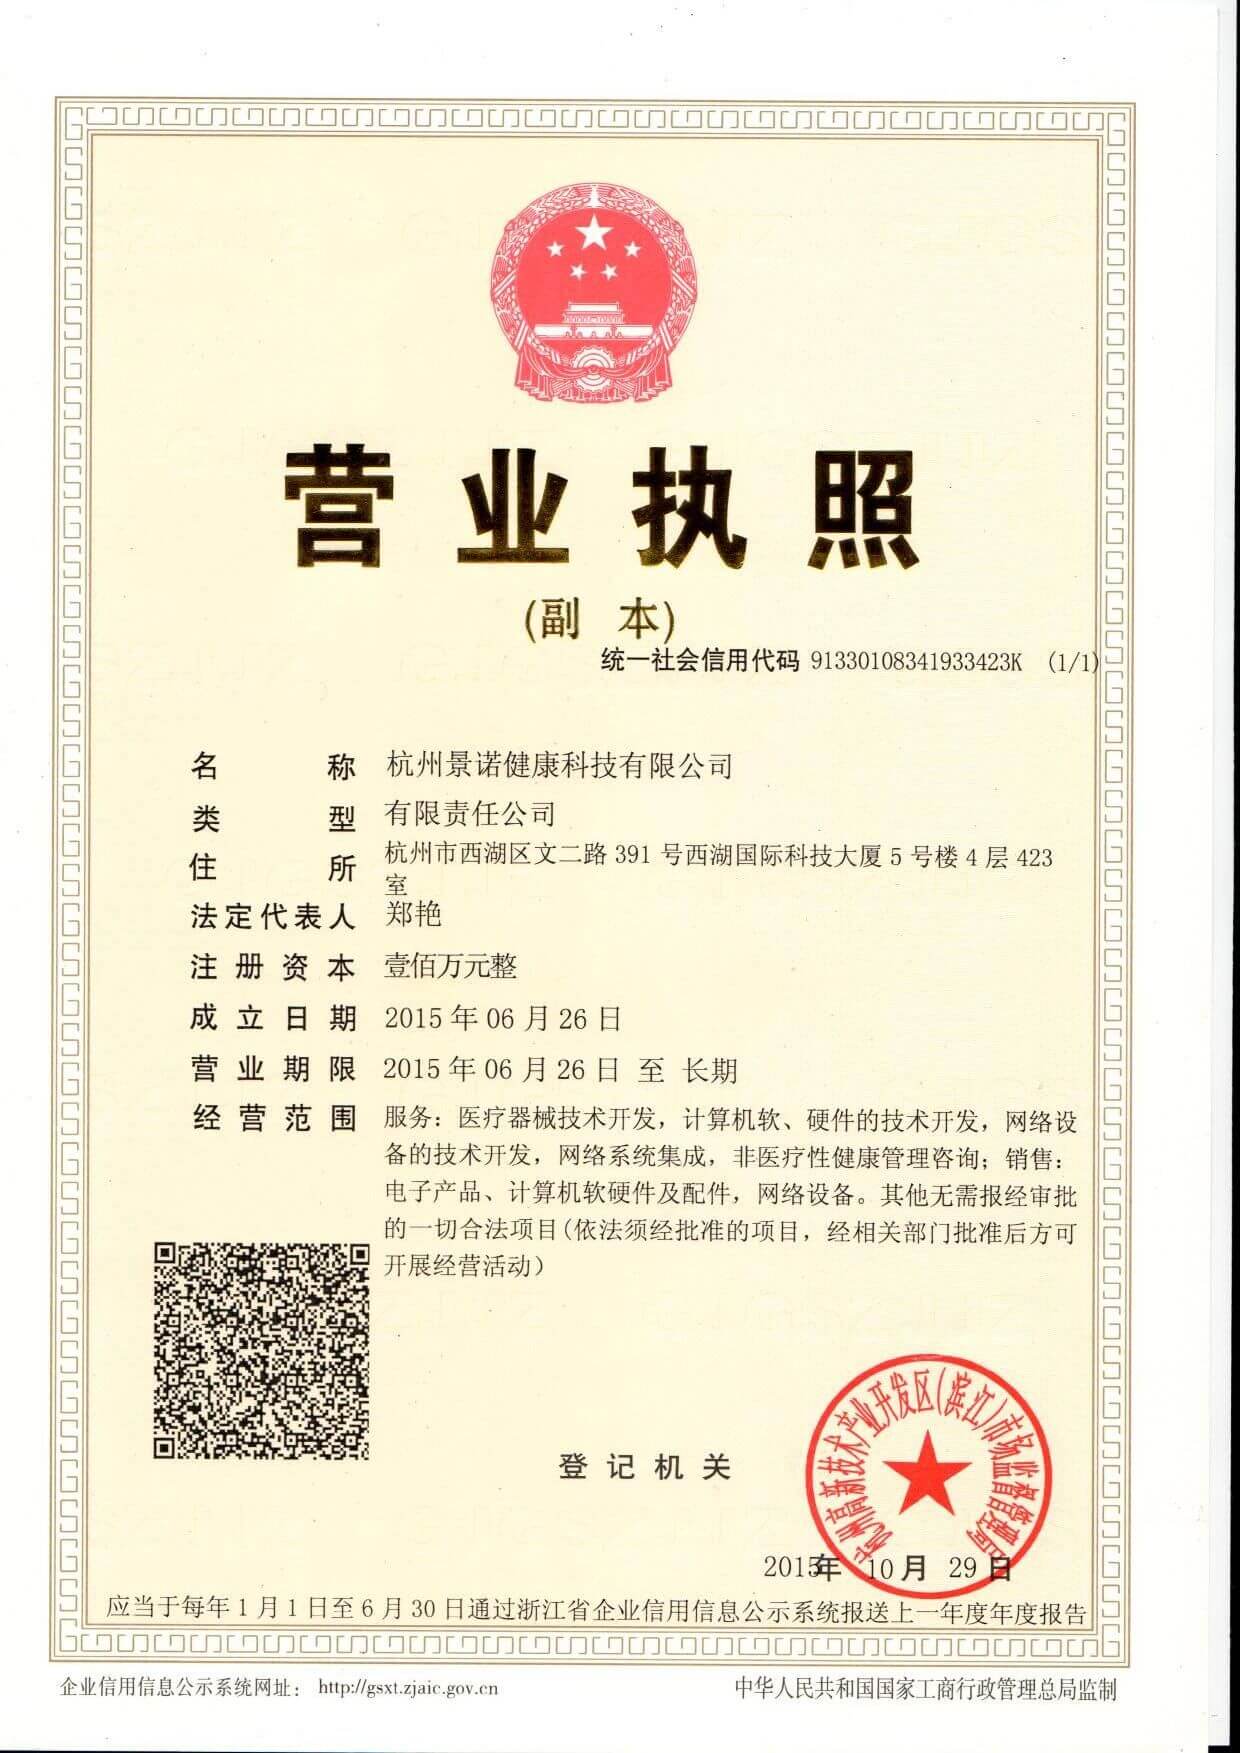 营业执照
(副 本)
统一社会信用代码 91330108341933423K (1/1)
名 称 杭州景诺健康科技有限公司
类 型 有限责任公司
住 所 杭州市西湖区文二路 391 号西湖国际科技大厦 5 号楼 4 层 423
室
法定代表人 郑艳
注册资本 壹佰万元整
成立日期 2015 年 06 月 26 日
营业期限 2015 年 06 月 26 日 至 长期
经营范围 服务：医疗器械技术开发，计算机软、硬件的技术开发，网络设
备的技术开发，网络系统集成，非医疗性健康管理咨询；销售：
电子产品、计算机软硬件及配件，网络设备。其他无需报经审批
的一切合法项目(依法须经批准的项目，经相关部门批准后方可
开展经营活动）
登记机关
杭州高新技术产业开发区(滨江)市场监督管理局
2015年 10 月 29 日
应当于每年 1 月 1 日至 6 月 30 日通过浙江省企业信用信息公示系统报送上一年度年度报告
企业信用信息公示系统网址： http://gsxt.zjaic.gov.cn
中华人民共和国国家工商行政管理总局监制